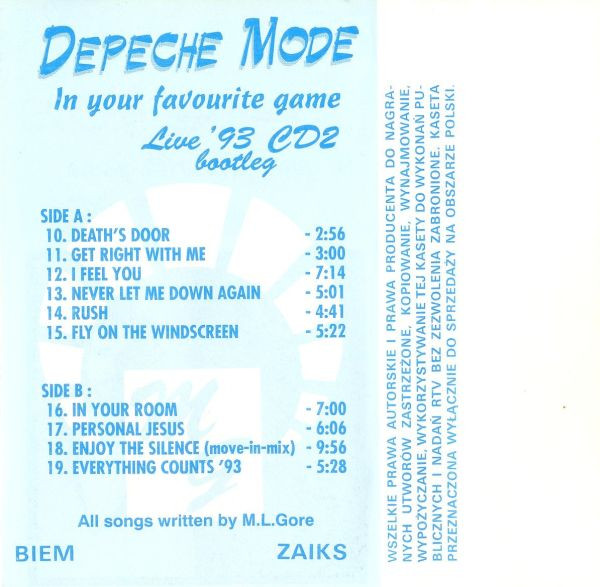 DEPECHE MODE
In your favourite game
Live '93 CD2
bootleg
SIDE A :
10. DEATH'S DOOR - 2:56
11. GET RIGHT WITH ME - 3:00
12. I FEEL YOU - 7:14
13. NEVER LET ME DOWN AGAIN - 5:01
14. RUSH - 4:41
15. FLY ON THE WINDSCREEN - 5:22
SIDE B :
16. IN YOUR ROOM - 7:00
17. PERSONAL JESUS - 6:06
18. ENJOY THE SILENCE (move-in-mix) - 9:56
19. EVERYTHING COUNTS '93 - 5:28
All songs written by M.L.Gore
BIEM ZAIKS
WSZELKIE PRAWA AUTORSKIE I PRAWA PRODUCENTA DO NAGRA-
NYCH UTWORÓW ZASTRZEŻONE, KOPIOWANIE, WYNAJMOWANIE,
WYPOŻYCZANIE, WYKORZYSTYWANIE TEJ KASETY DO WYKONAŃ PU-
BLICZNYCH I NADAŃ RTV BEZ ZEZWOLENIA ZABRONIONE. KASETA
PRZEZNACZONA WYŁĄCZNIE DO SPRZEDAŻY NA OBSZARZE POLSKI.